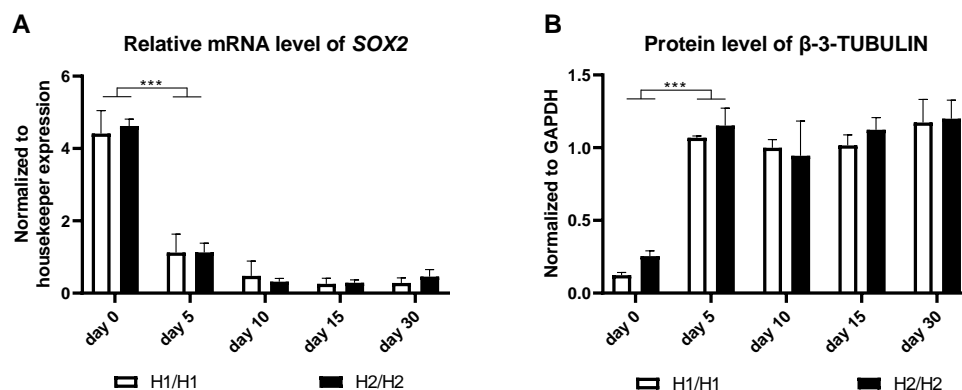 A
Relative mRNA level of SOX2
Normalized to
housekeeper expression
6
4
2
0
***
day 0
day 5
day 10
day 15
day 30
H1/H1
H2/H2
B
Protein level of β-3-TUBULIN
Normalized to GAPDH
1.5
1.0
0.5
0.0
***
day 0
day 5
day 10
day 15
day 30
H1/H1
H2/H2